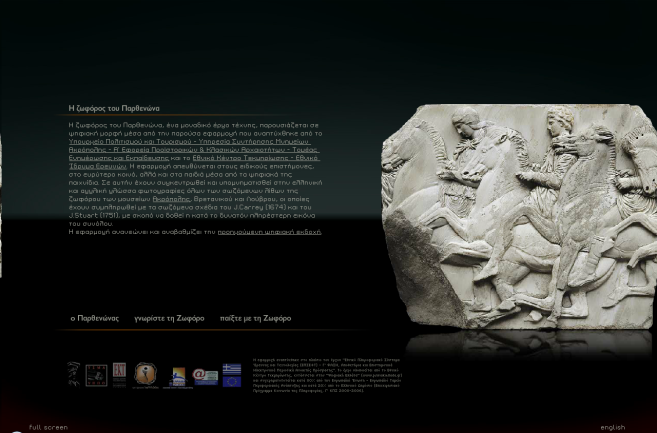 Η ζωφόρος του Παρθενώνα
Η ζωφόρος του Παρθενώνα, ένα μοναδικό έργο τέχνης, παρουσιάζεται σε
ψηφιακή μορφή μέσα από την παρούσα εφαρμογή που αναπτύχθηκε από το
Υπουργείο Πολιτισμού και Τουρισμού - Υπηρεσία Συντήρησης Μνημείων
Ακρόπολης - Α' Εφορεία Προϊστορικών & Κλασικών Αρχαιοτήτων - Τομέας
Ενημέρωσης και Εκπαίδευσης και το Εθνικό Κέντρο Τεκμηρίωσης - Εθνικό
Ίδρυμα Ερευνών. Η εφαρμογή απευθύνεται στους ειδικούς επιστήμονες,
στο ευρύτερο κοινό, αλλά και στα παιδιά μέσα από τα ψηφιακά της
παιχνίδια. Σε αυτήν έχουν συγκεντρωθεί και υπομνηματισθεί στην ελληνική
και αγγλική γλώσσα φωτογραφίες όλων των σωζόμενων λίθων της
ζωφόρου των μουσείων Ακρόπολης, Βρετανικού και Λούβρου, οι οποίες
έχουν συμπληρωθεί με τα σωζόμενα σχέδια του J.Carrey (1674) και του
J.Stuart (1751), με σκοπό να δοθεί η κατά το δυνατόν πληρέστερη εικόνα
του συνόλου.
Η εφαρμογή ανανεώνει και αναβαθμίζει την προηγούμενη ψηφιακή εκδοχή.
ο Παρθενώνας γνωρίστε τη Ζωφόρο παίξτε με τη Ζωφόρο
full screen english